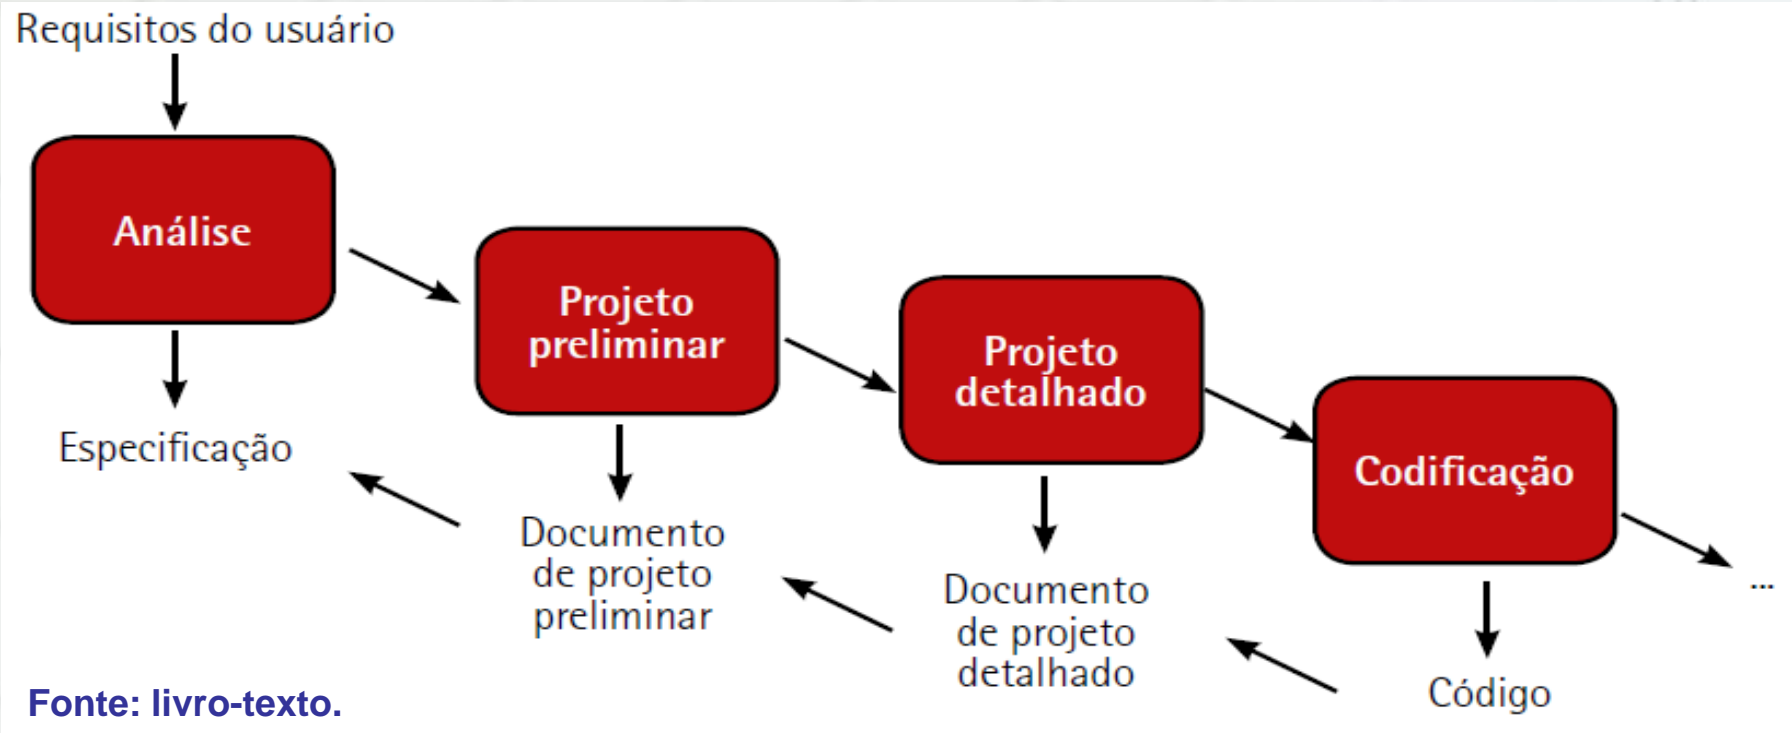 Requisitos do usuário
Análise
Projeto
preliminar
Projeto
detalhado
Codificação
Especificação
Documento
de projeto
preliminar
Documento
de projeto
detalhado
Código
...
Fonte: livro-texto.